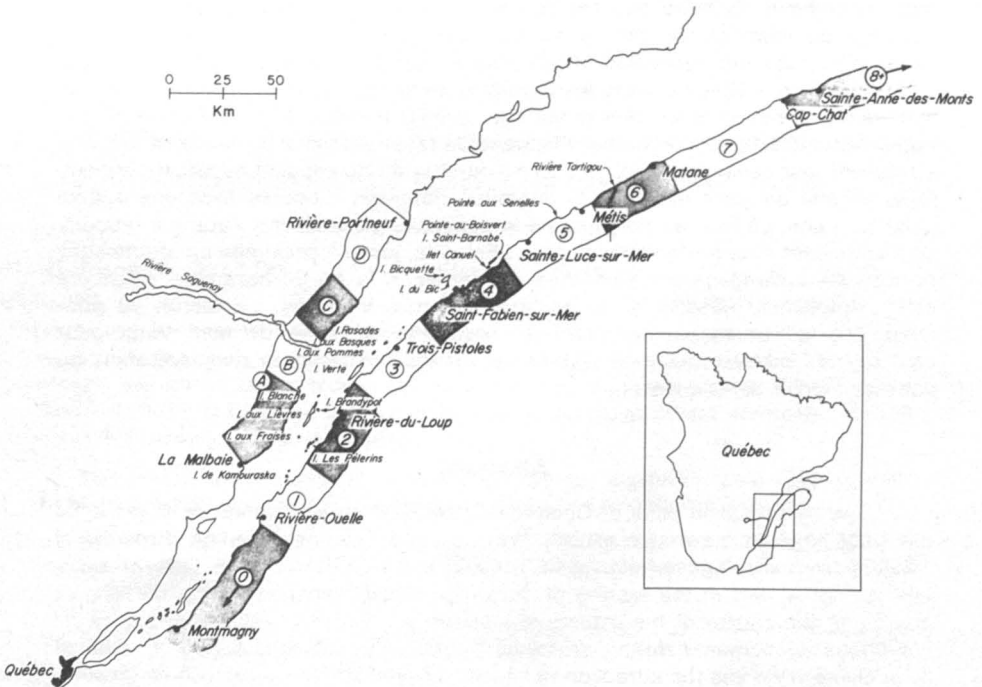 0 25 50
Km
8+
Sainte-Anne-des-Monts
Cap-Chat
7
Rivière Tartigou
Matane
6
Pointe aux Senelles
Métis
5
Rivière-Portneuf
Pointe-au-Boisvert
I. Saint-Barnabé
Ilet Canuel
Sainte-Luce-sur-Mer
D
I. Bicquette
I. du Bic
4
Rivière Saguenay
C
Saint-Fabien-sur-Mer
I. Rasades
I. aux Basques
I. aux Pommes
Trois-Pistoles
I. Verte
3
B
A
I. Blanche
I. Brandypot
I. aux Lièvres
Rivière-du-Loup
I. aux Fraises
2
La Malbaie
I. Les Pèlerins
I. de Kamouraska
1
Rivière-Ouelle
0
Montmagny
Québec
Québec